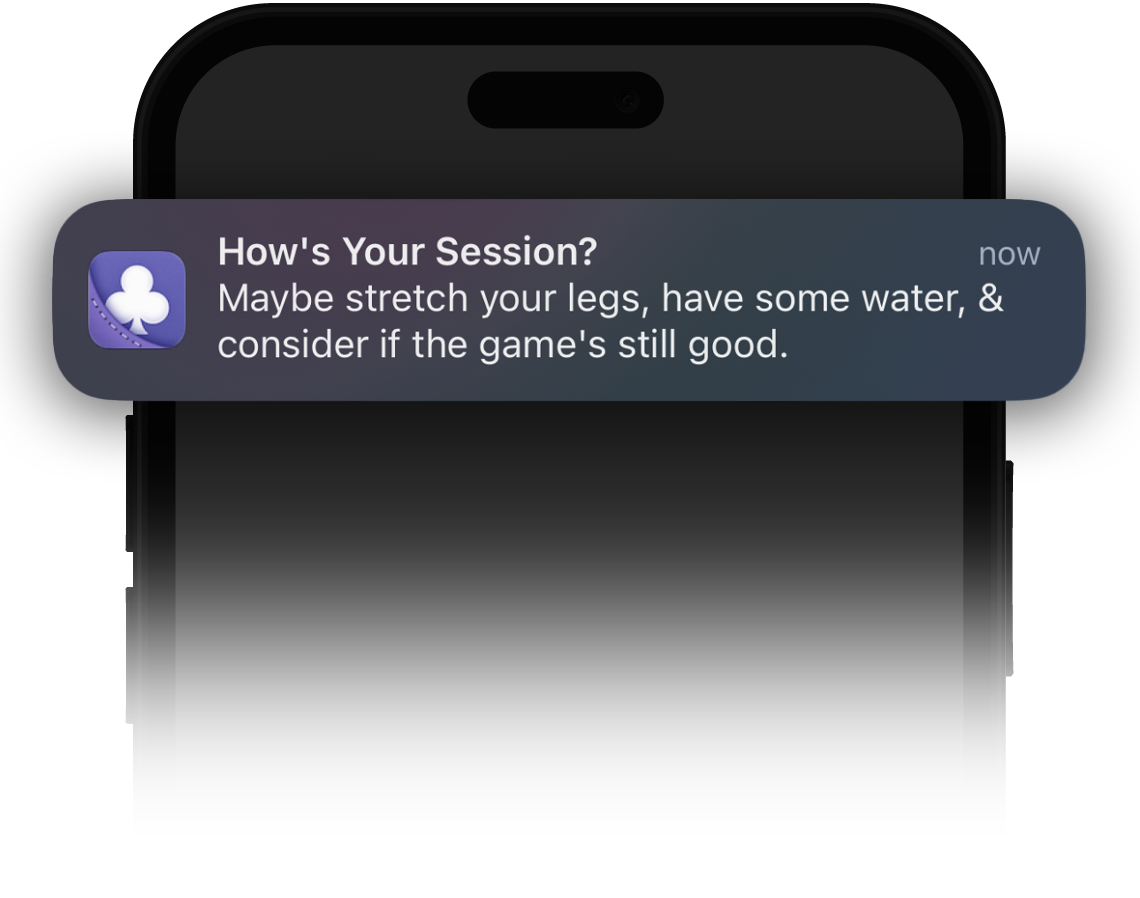 How's Your Session?
now
Maybe stretch your legs, have some water, &
consider if the game's still good.